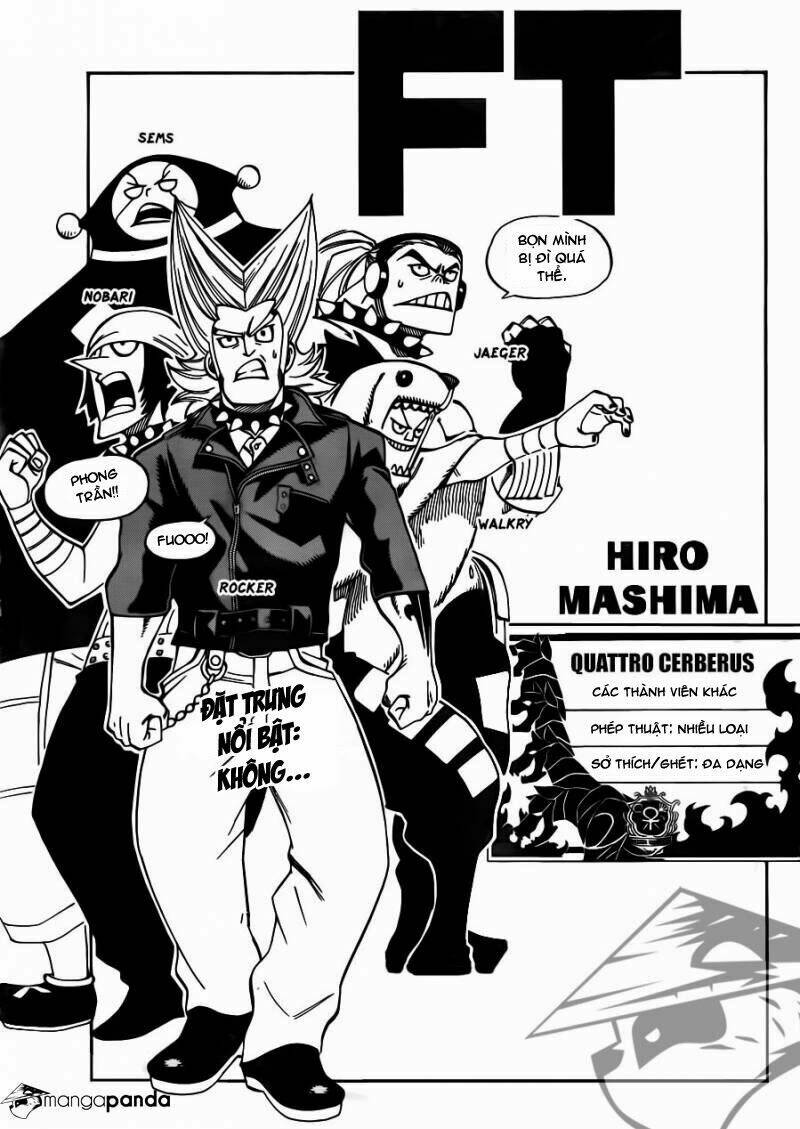 FT
SEMS
BỌN MÌNH
BỊ ĐÌ QUÁ
THỂ.
NOBARI
JAEGER
PHONG
TRẦN!!
FUOOO!
WALKRY
ROCKER
HIRO
MASHIMA
QUATTRO CERBERUS
CÁC THÀNH VIÊN KHÁC
PHÉP THUẬT: NHIỀU LOẠI
SỞ THÍCH/GHÉT: ĐA DẠNG
ĐẶT TRƯNG
NỔI BẬT:
KHÔNG...
mangapanda